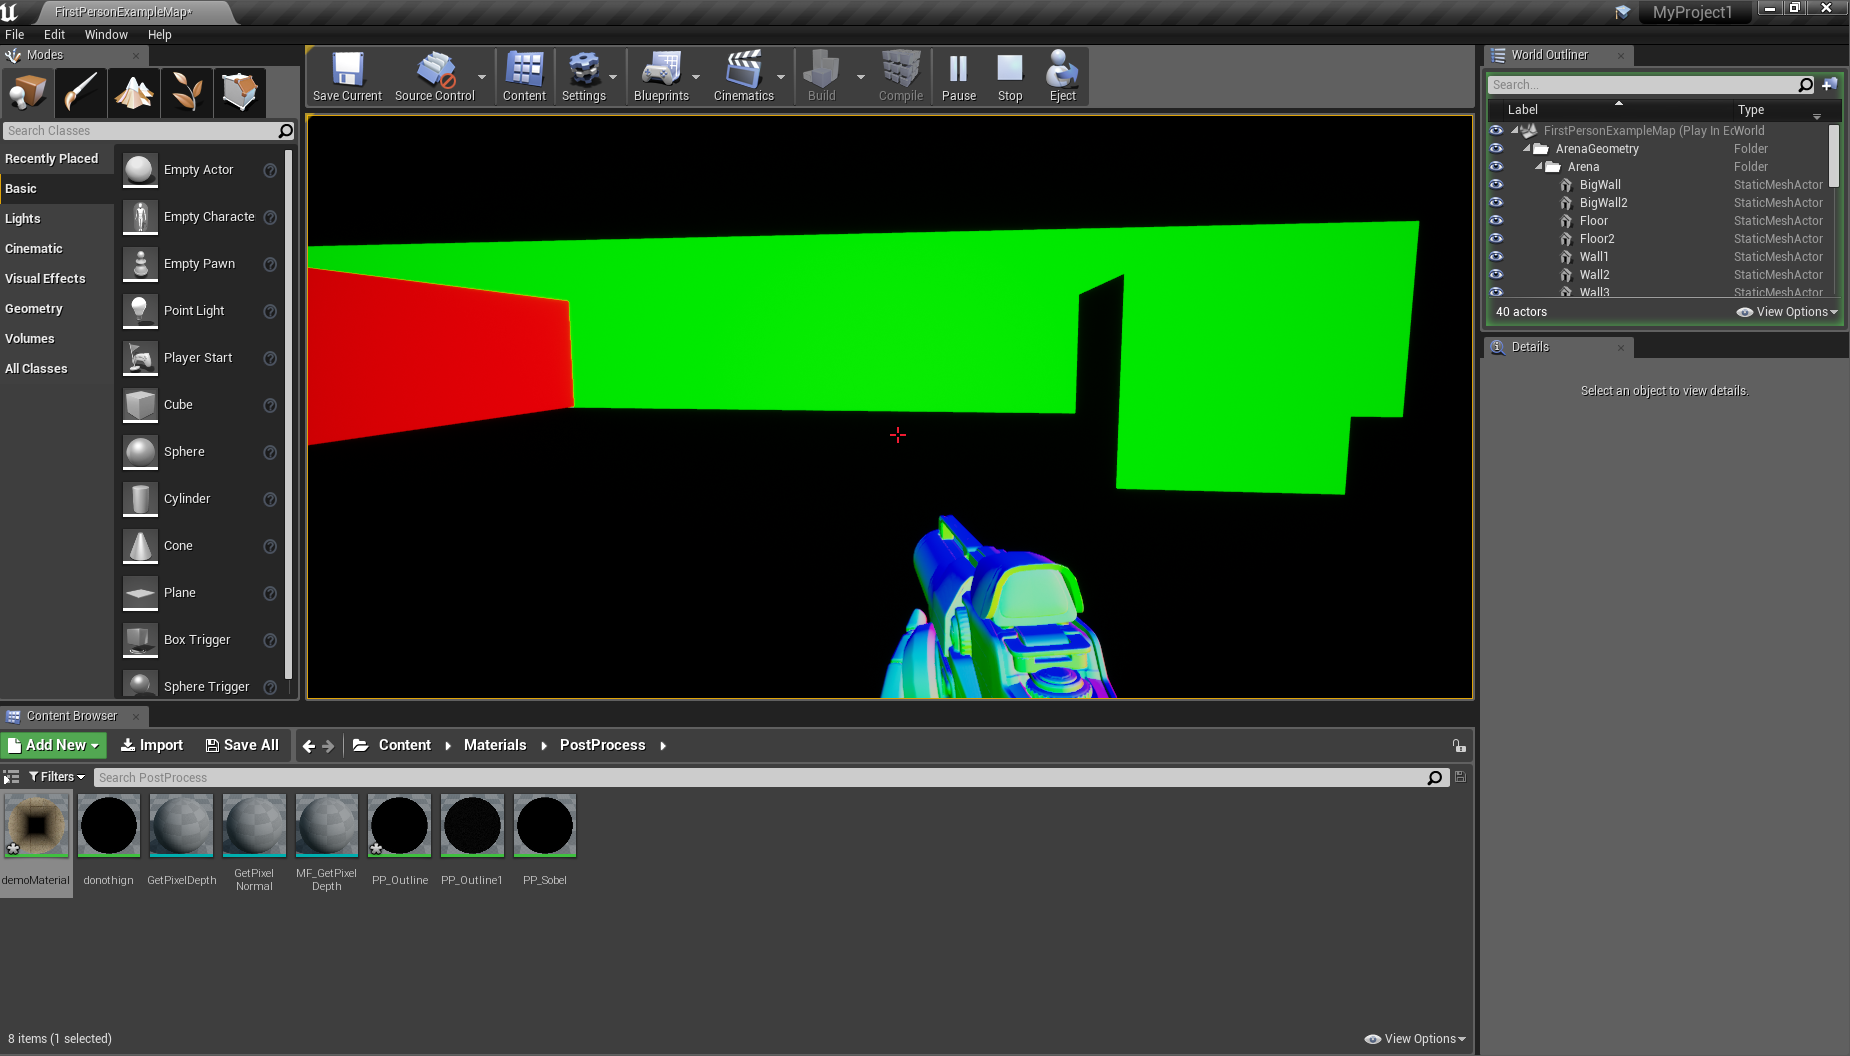 FirstPersonExampleMap*
MyProject1
File Edit Window Help
Modes
Search Classes
Recently Placed
Basic
Lights
Cinematic
Visual Effects
Geometry
Volumes
All Classes
Empty Actor
Empty Characte
Empty Pawn
Point Light
Player Start
Cube
Sphere
Cylinder
Cone
Plane
Box Trigger
Sphere Trigger
Save Current
Source Control
Content
Settings
Blueprints
Cinematics
Build
Compile
Pause
Stop
Eject
World Outliner
Search...
Label Type
FirstPersonExampleMap (Play In Ec World
ArenaGeometry Folder
Arena Folder
BigWall StaticMeshActor
BigWall2 StaticMeshActor
Floor StaticMeshActor
Floor2 StaticMeshActor
Wall1 StaticMeshActor
Wall2 StaticMeshActor
Wall3 StaticMeshActor
40 actors View Options
Details
Select an object to view details.
Content Browser
Add New Import Save All Content Materials PostProcess
Filters Search PostProcess
demoMaterial
donothign
GetPixelDepth
GetPixel
Normal
MF_GetPixel
Depth
PP_Outline
PP_Outline1
PP_Sobel
8 items (1 selected) View Options